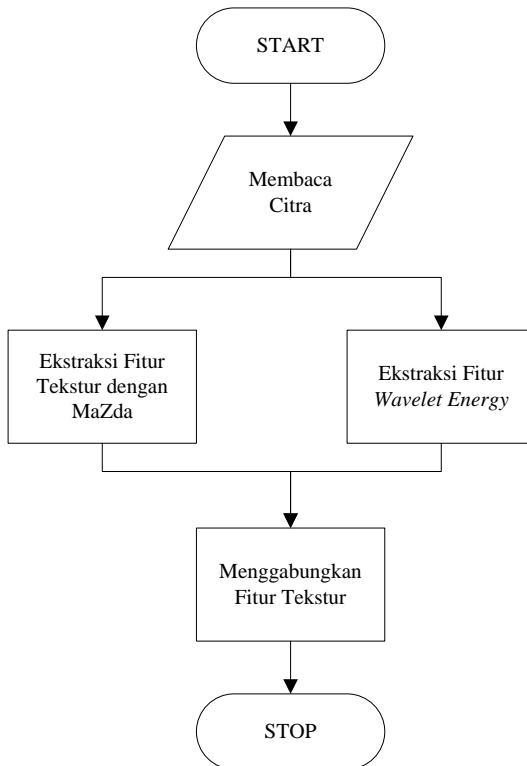 START
Membaca
Citra
Ekstraksi Fitur
Tekstur dengan
MaZda
Ekstraksi Fitur
Wavelet Energy
Menggabungkan
Fitur Tekstur
STOP